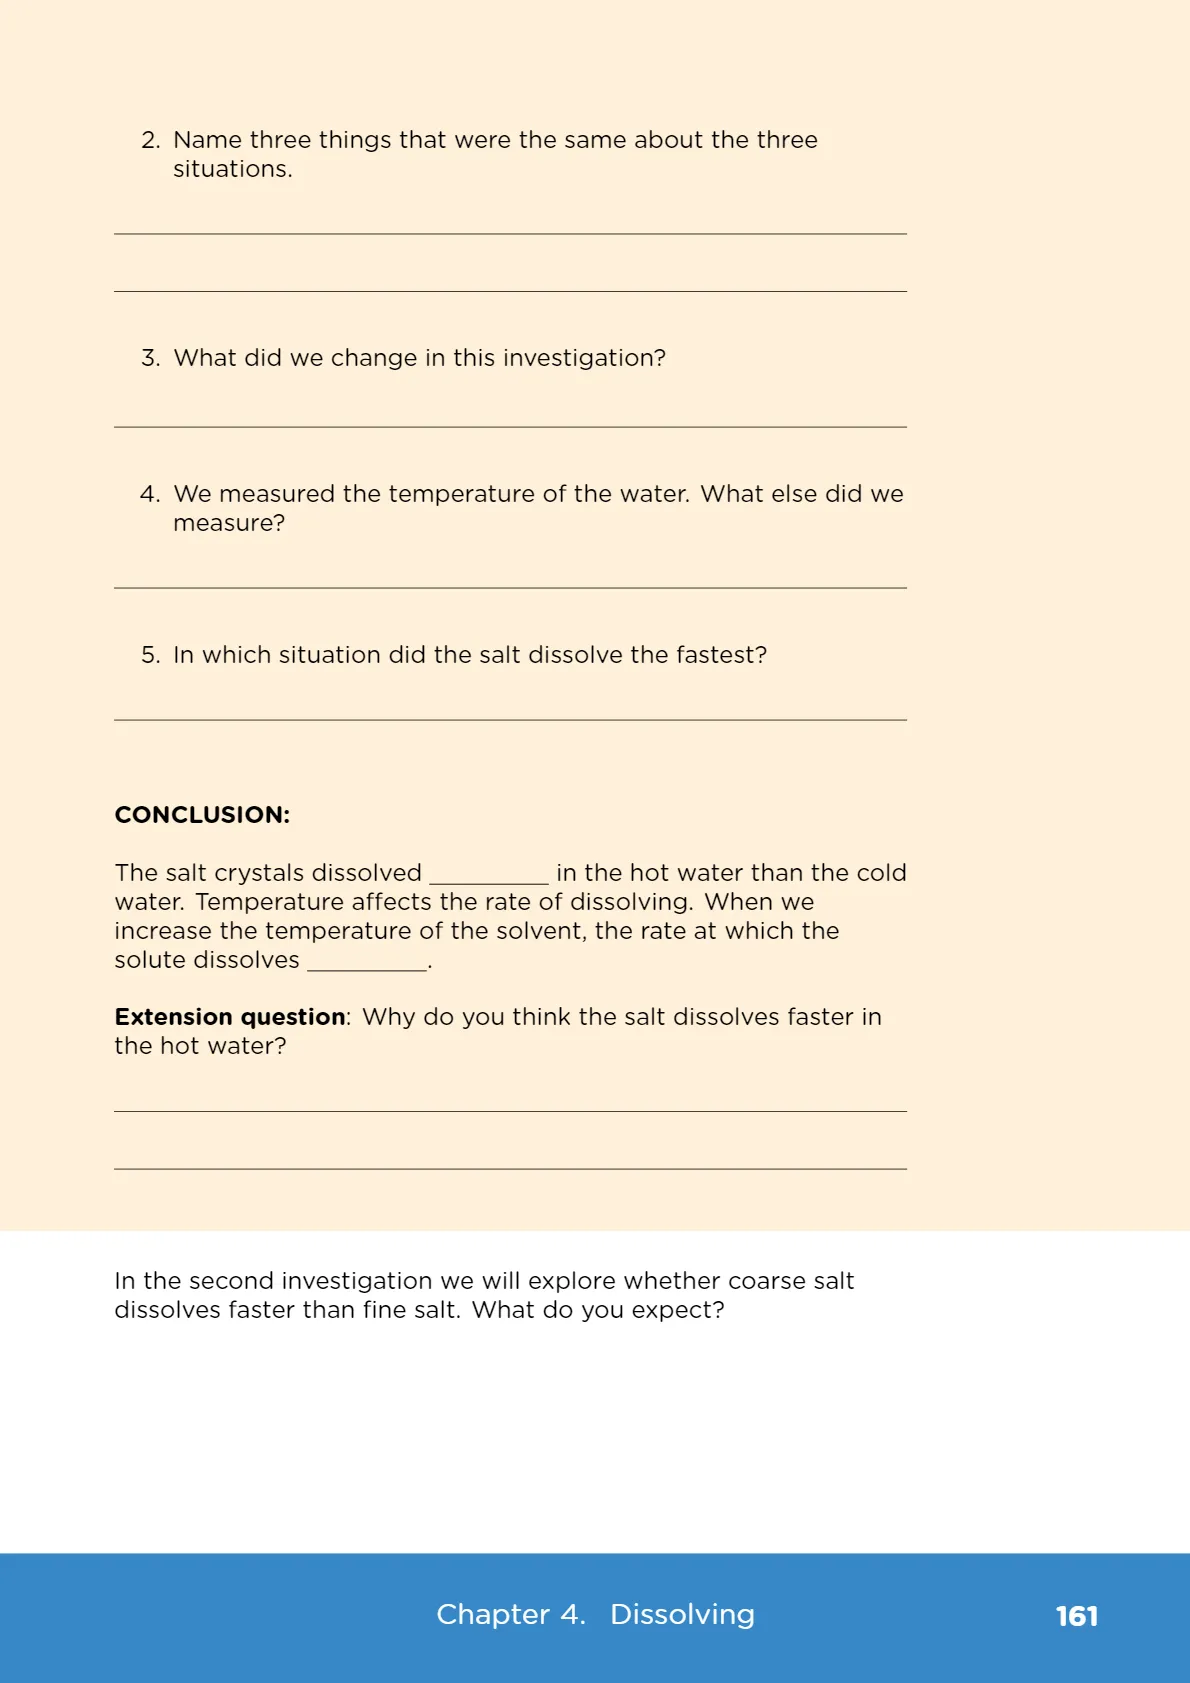 2. Name three things that were the same about the three
situations.
3. What did we change in this investigation?
4. We measured the temperature of the water. What else did we
measure?
5. In which situation did the salt dissolve the fastest?
CONCLUSION:
The salt crystals dissolved _________ in the hot water than the cold
water. Temperature affects the rate of dissolving. When we
increase the temperature of the solvent, the rate at which the
solute dissolves _________.
Extension question: Why do you think the salt dissolves faster in
the hot water?
In the second investigation we will explore whether coarse salt
dissolves faster than fine salt. What do you expect?
Chapter 4. Dissolving 161